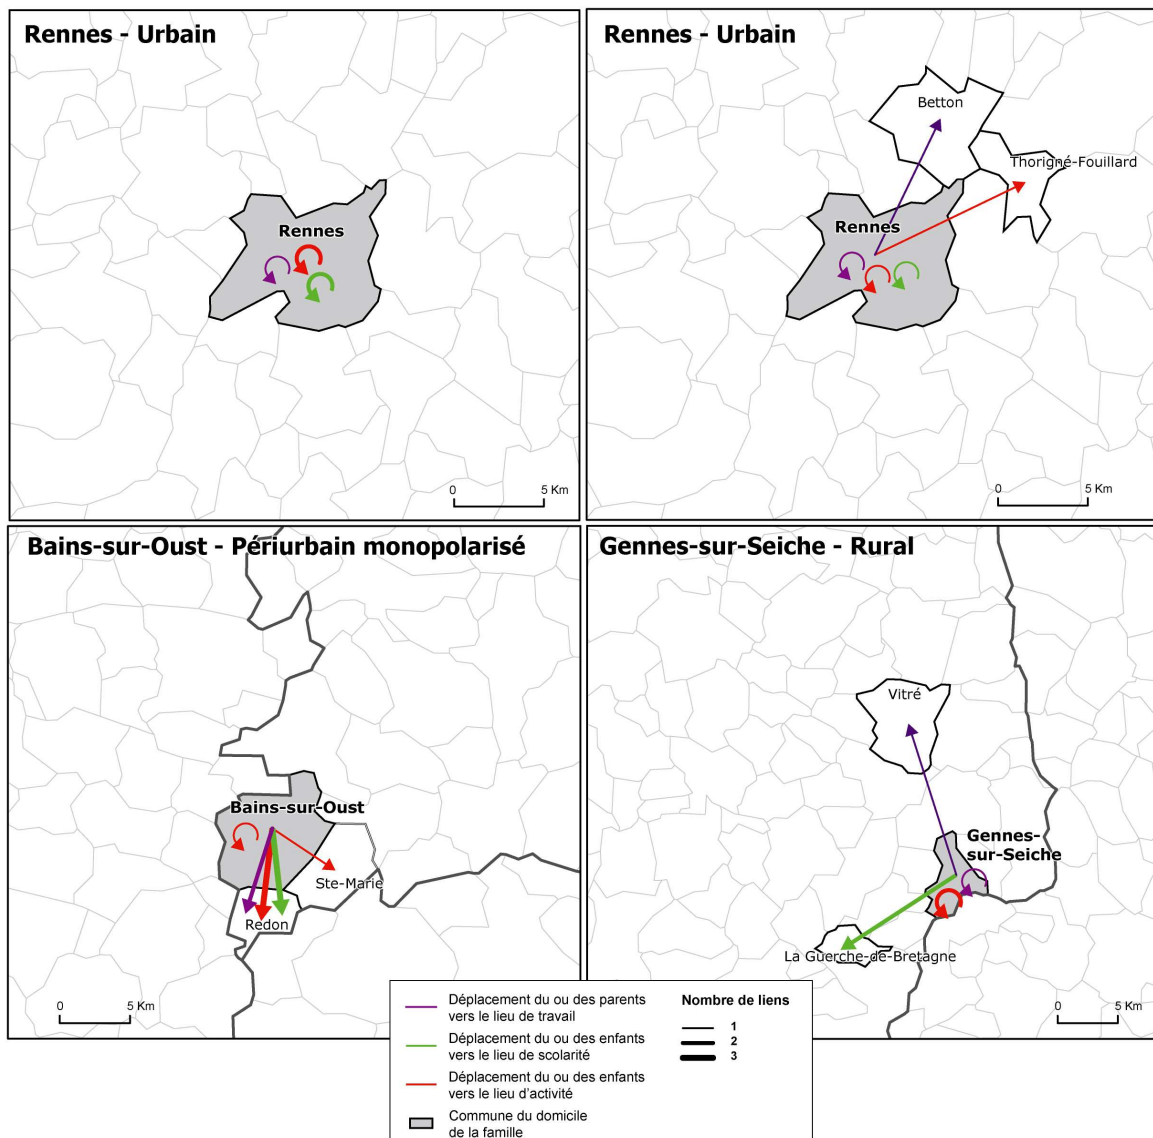 Rennes - Urbain
Rennes
0 5 Km
Rennes - Urbain
Betton
Thorigné-Fouillard
Rennes
0 5 Km
Bains-sur-Oust - Périurbain monopolarisé
Bains-sur-Oust
Ste-Marie
Redon
0 5 Km
Gennes-sur-Seiche - Rural
Vitré
Gennes-
sur-Seiche
La Guerche-de-Bretagne
0 5 Km
Déplacement du ou des parents
vers le lieu de travail
Déplacement du ou des enfants
vers le lieu de scolarité
Déplacement du ou des enfants
vers le lieu d'activité
Commune du domicile
de la famille
Nombre de liens
1
2
3